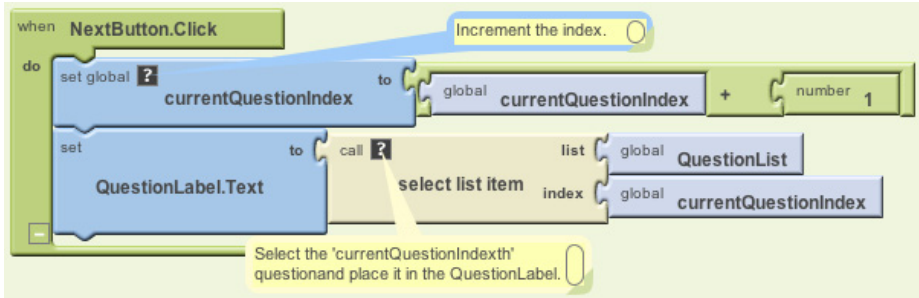 when NextButton.Click
Increment the index.
do
set global ? to global currentQuestionIndex + number 1
currentQuestionIndex
set to call ? list global QuestionList
QuestionLabel.Text select list item index global currentQuestionIndex
Select the 'currentQuestionIndexth'
questionand place it in the QuestionLabel.